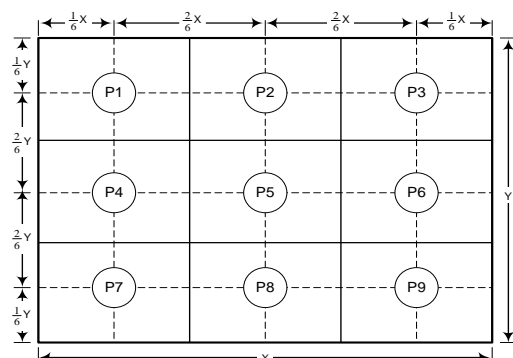 1/6 X 2/6 X 2/6 X 1/6 X
1/6 Y
P1 P2 P3
2/6 Y
P4 P5 P6
Y
2/6 Y
P7 P8 P9
1/6 Y
X